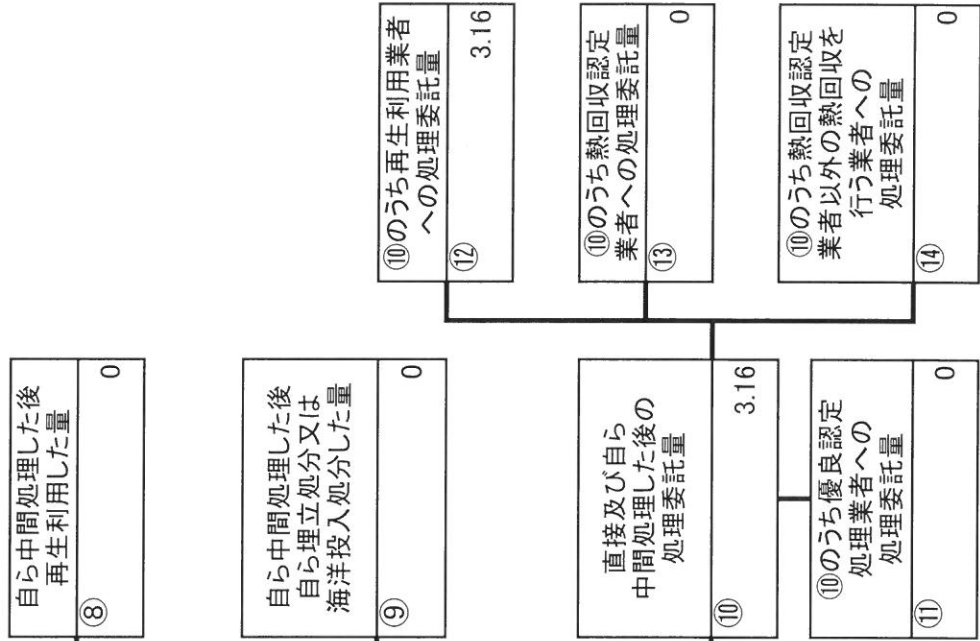 自ら中間処理した後
再生利用した量
⑧
0
自ら中間処理した後
自ら埋立処分又は
海洋投入処分した量
⑨
0
直接及び自ら
中間処理した後の
処理委託量
⑩
3.16
⑩のうち優良認定
処理業者への
処理委託量
⑪
0
⑩のうち再生利用業者
への処理委託量
⑫
3.16
⑩のうち熱回収認定
業者への処理委託量
⑬
0
⑩のうち熱回収認定
業者以外の熱回収を
行う業者への
処理委託量
⑭
0